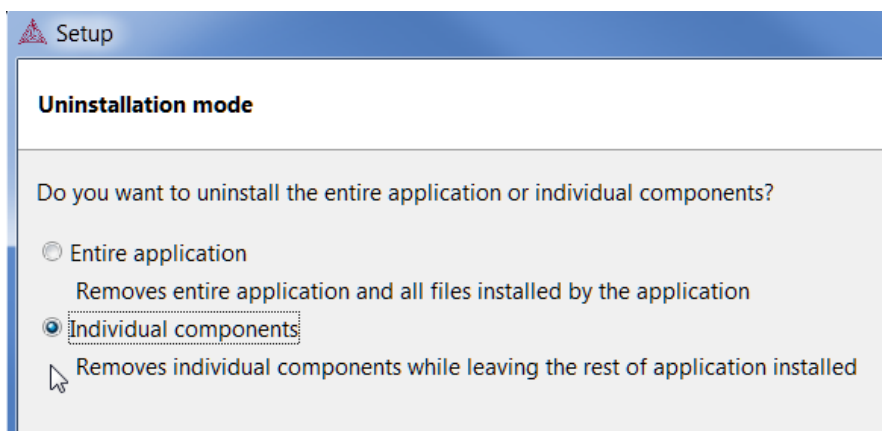 Setup
Uninstallation mode
Do you want to uninstall the entire application or individual components?
Entire application
Removes entire application and all files installed by the application
Individual components
Removes individual components while leaving the rest of application installed